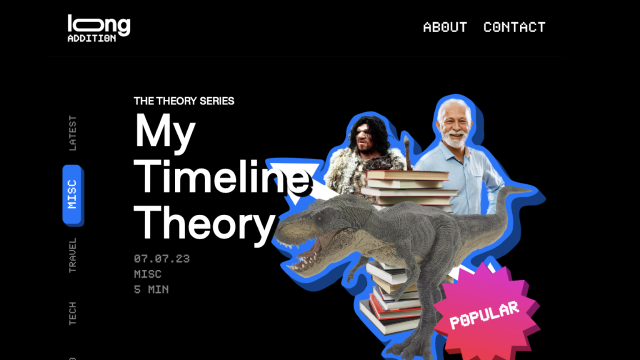 long
ADDITION
ABOUT CONTACT
THE THEORY SERIES
My
Timeline
Theory
07.07.23
MISC
5 MIN
LATEST
MISC
TRAVEL
TECH
POPULAR